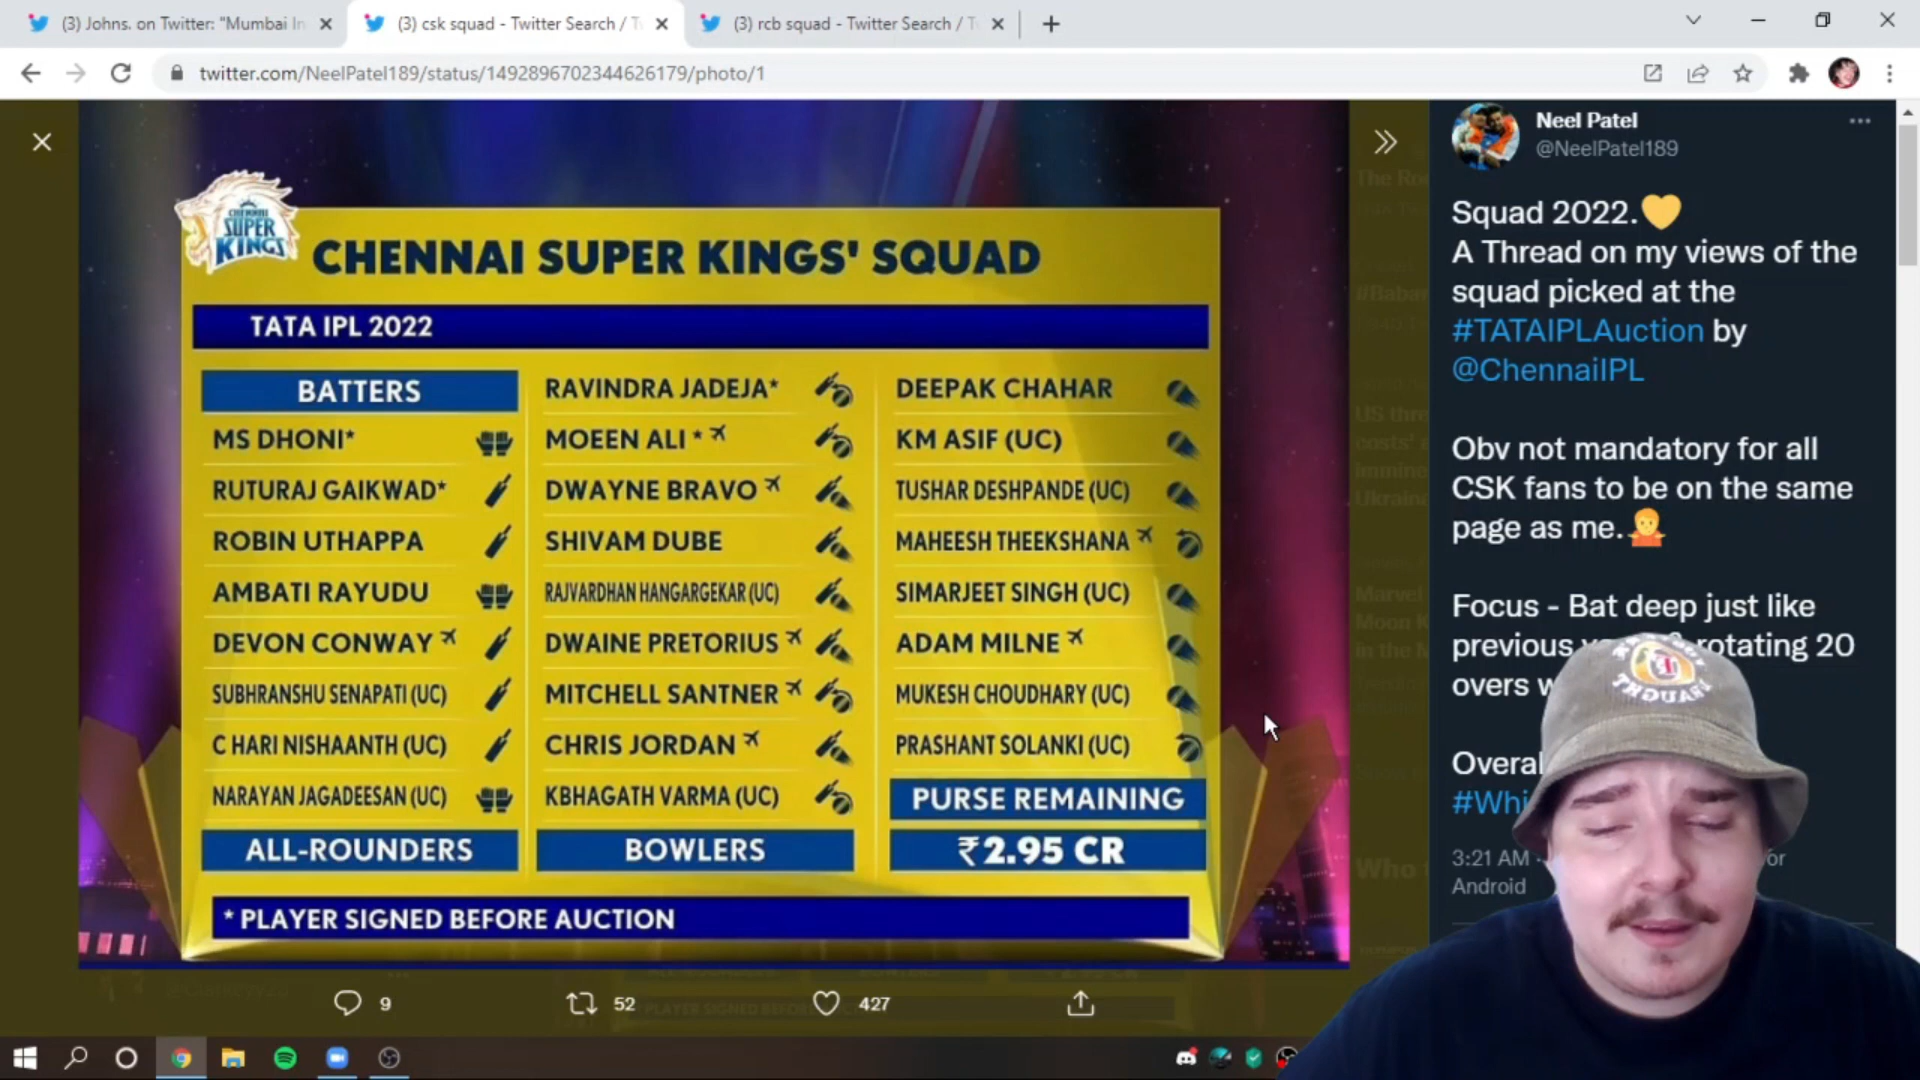 (3) Johns. on Twitter: "Mumbai In
(3) csk squad - Twitter Search / T
(3) rcb squad - Twitter Search / T
twitter.com/NeelPatel189/status/1492896702344626179/photo/1
CHENNAI
SUPER
KINGS
CHENNAI SUPER KINGS' SQUAD
TATA IPL 2022
BATTERS
MS DHONI*
RUTURAJ GAIKWAD*
ROBIN UTHAPPA
AMBATI RAYUDU
DEVON CONWAY
SUBHRANSHU SENAPATI (UC)
C HARI NISHAANTH (UC)
NARAYAN JAGADEESAN (UC)
ALL-ROUNDERS
RAVINDRA JADEJA*
MOEEN ALI *
DWAYNE BRAVO
SHIVAM DUBE
RAJVARDHAN HANGARGEKAR (UC)
DWAINE PRETORIUS
MITCHELL SANTNER
CHRIS JORDAN
KBHAGATH VARMA (UC)
BOWLERS
DEEPAK CHAHAR
KM ASIF (UC)
TUSHAR DESHPANDE (UC)
MAHEESH THEEKSHANA
SIMARJEET SINGH (UC)
ADAM MILNE
MUKESH CHOUDHARY (UC)
PRASHANT SOLANKI (UC)
PURSE REMAINING
₹2.95 CR
* PLAYER SIGNED BEFORE AUCTION
9
52
427
Neel Patel
@NeelPatel189
Squad 2022.💛
A Thread on my views of the
squad picked at the
#TATAIPLAuction by
@ChennaiIPL
Obv not mandatory for all
CSK fans to be on the same
page as me.🤷
Focus - Bat deep just like
previous rotating 20
overs
Overal
#Whi
3:21 AM
Android